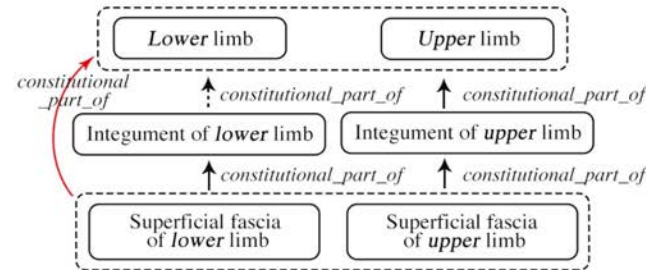 Lower limb
Upper limb
constitutional
_part_of
constitutional_part_of
constitutional_part_of
Integument of lower limb
Integument of upper limb
constitutional_part_of
constitutional_part_of
Superficial fascia
of lower limb
Superficial fascia
of upper limb